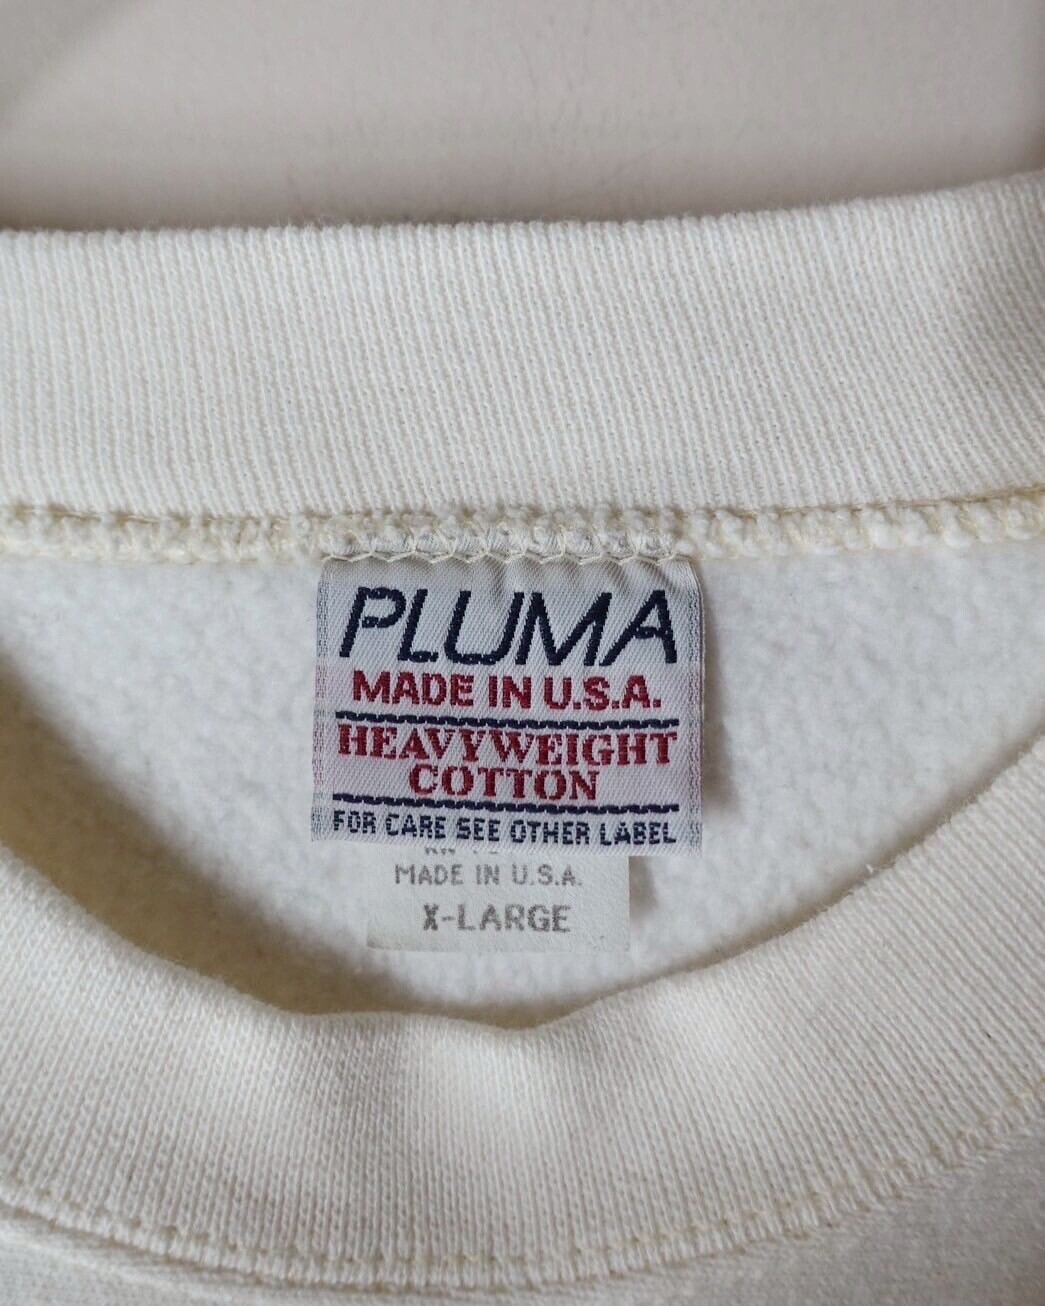 PLUMA
MADE IN U.S.A.
HEAVYWEIGHT
COTTON
FOR CARE SEE OTHER LABEL
MADE IN U.S.A.
X-LARGE